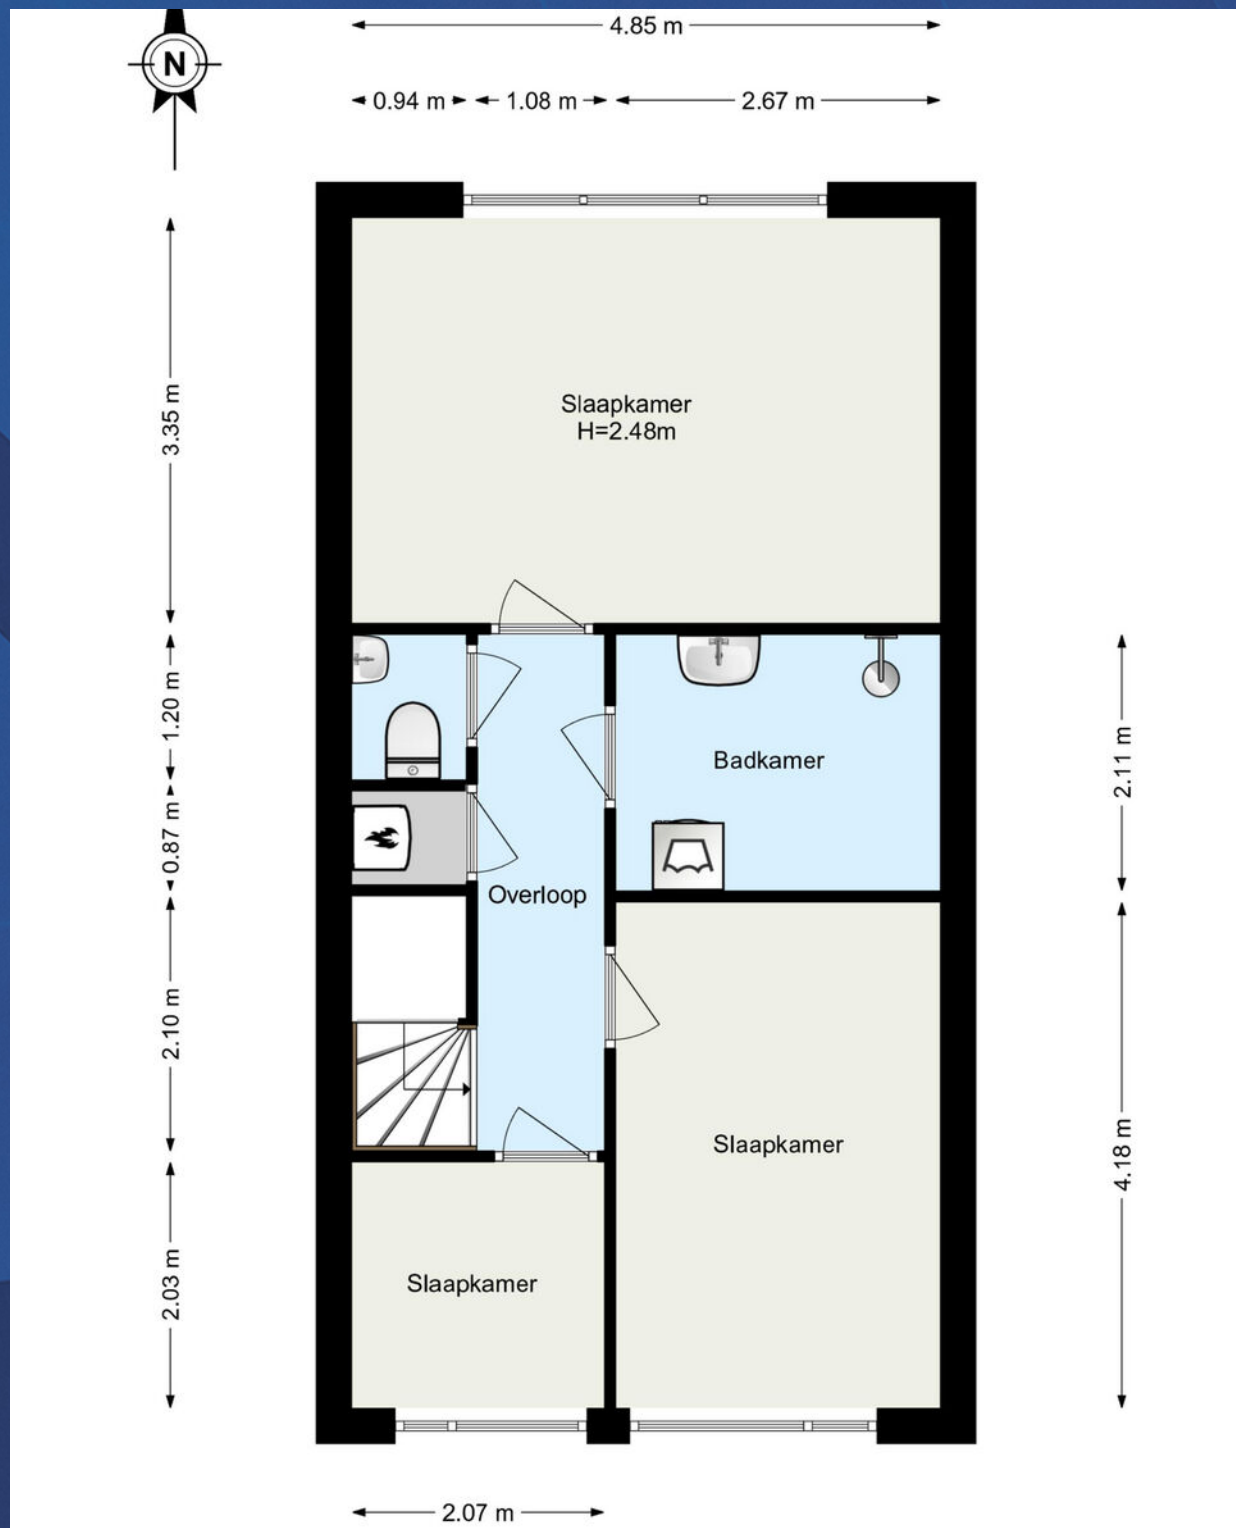 4.85 m
N
0.94 m
1.08 m
2.67 m
3.35 m
Slaapkamer
H=2.48m
1.20 m
Badkamer
2.11 m
0.87 m
Overloop
2.10 m
Slaapkamer
4.18 m
2.03 m
Slaapkamer
2.07 m